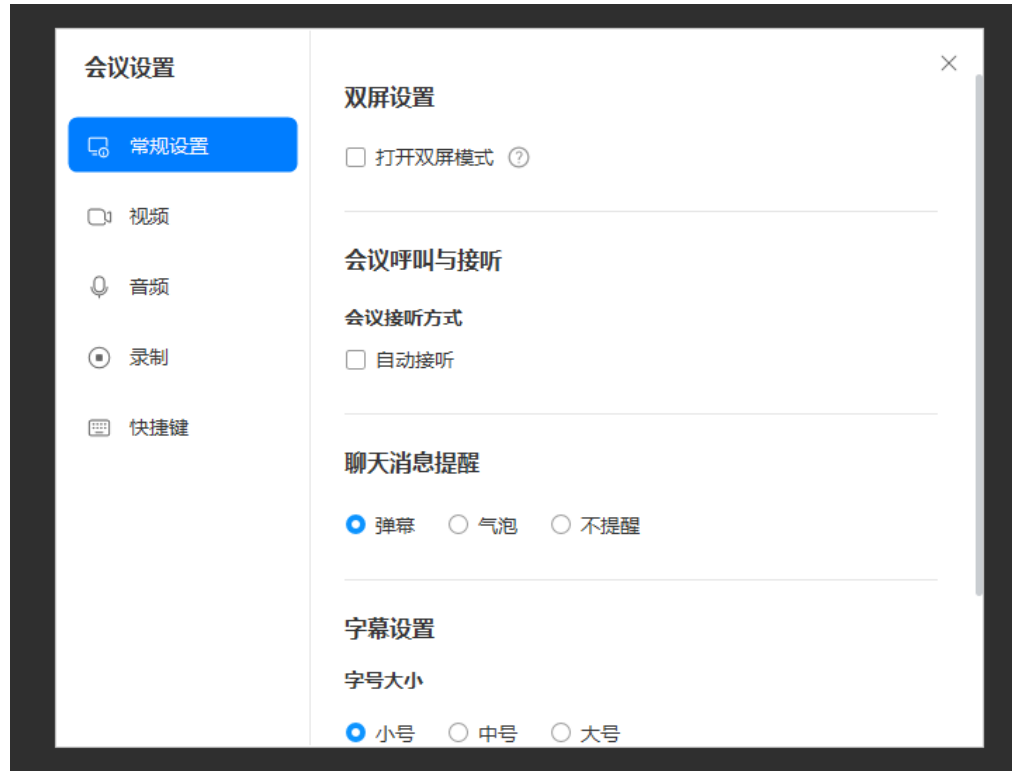 会议设置
常规设置
视频
音频
录制
快捷键
双屏设置
打开双屏模式 ?
会议呼叫与接听
会议接听方式
自动接听
聊天消息提醒
弹幕 气泡 不提醒
字幕设置
字号大小
小号 中号 大号